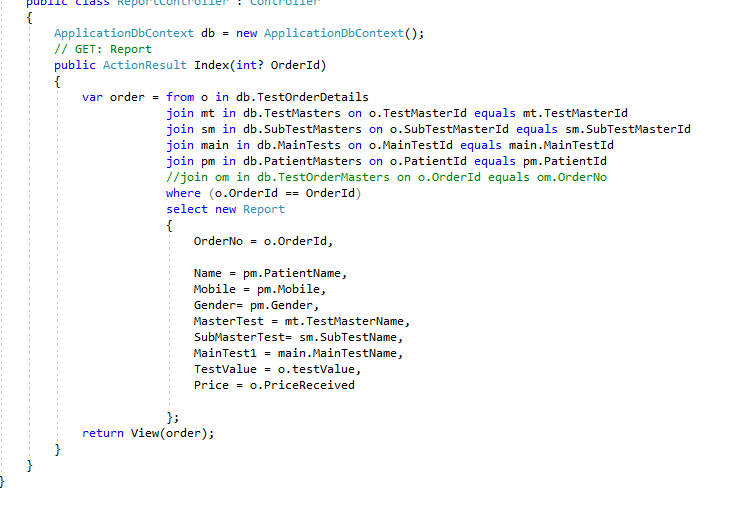 public class ReportController : Controller
{
ApplicationDbContext db = new ApplicationDbContext();
// GET: Report
public ActionResult Index(int? OrderId)
{
var order = from o in db.TestOrderDetails
join mt in db.TestMasters on o.TestMasterId equals mt.TestMasterId
join sm in db.SubTestMasters on o.SubTestMasterId equals sm.SubTestMasterId
join main in db.MainTests on o.MainTestId equals main.MainTestId
join pm in db.PatientMasters on o.PatientId equals pm.PatientId
//join om in db.TestOrderMasters on o.OrderId equals om.OrderNo
where (o.OrderId == OrderId)
select new Report
{
OrderNo = o.OrderId,
Name = pm.PatientName,
Mobile = pm.Mobile,
Gender= pm.Gender,
MasterTest = mt.TestMasterName,
SubMasterTest= sm.SubTestName,
MainTest1 = main.MainTestName,
TestValue = o.testValue,
Price = o.PriceReceived
};
return View(order);
}
}
}